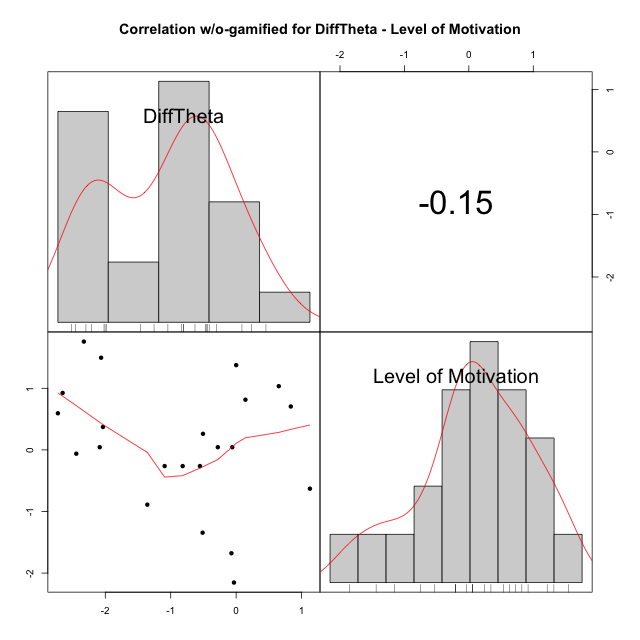 Correlation w/o-gamified for DiffTheta - Level of Motivation
-2 -1 0 1
DiffTheta
-0.15
1
0
-1
-2
Level of Motivation
1
0
-1
-2
-2 -1 0 1